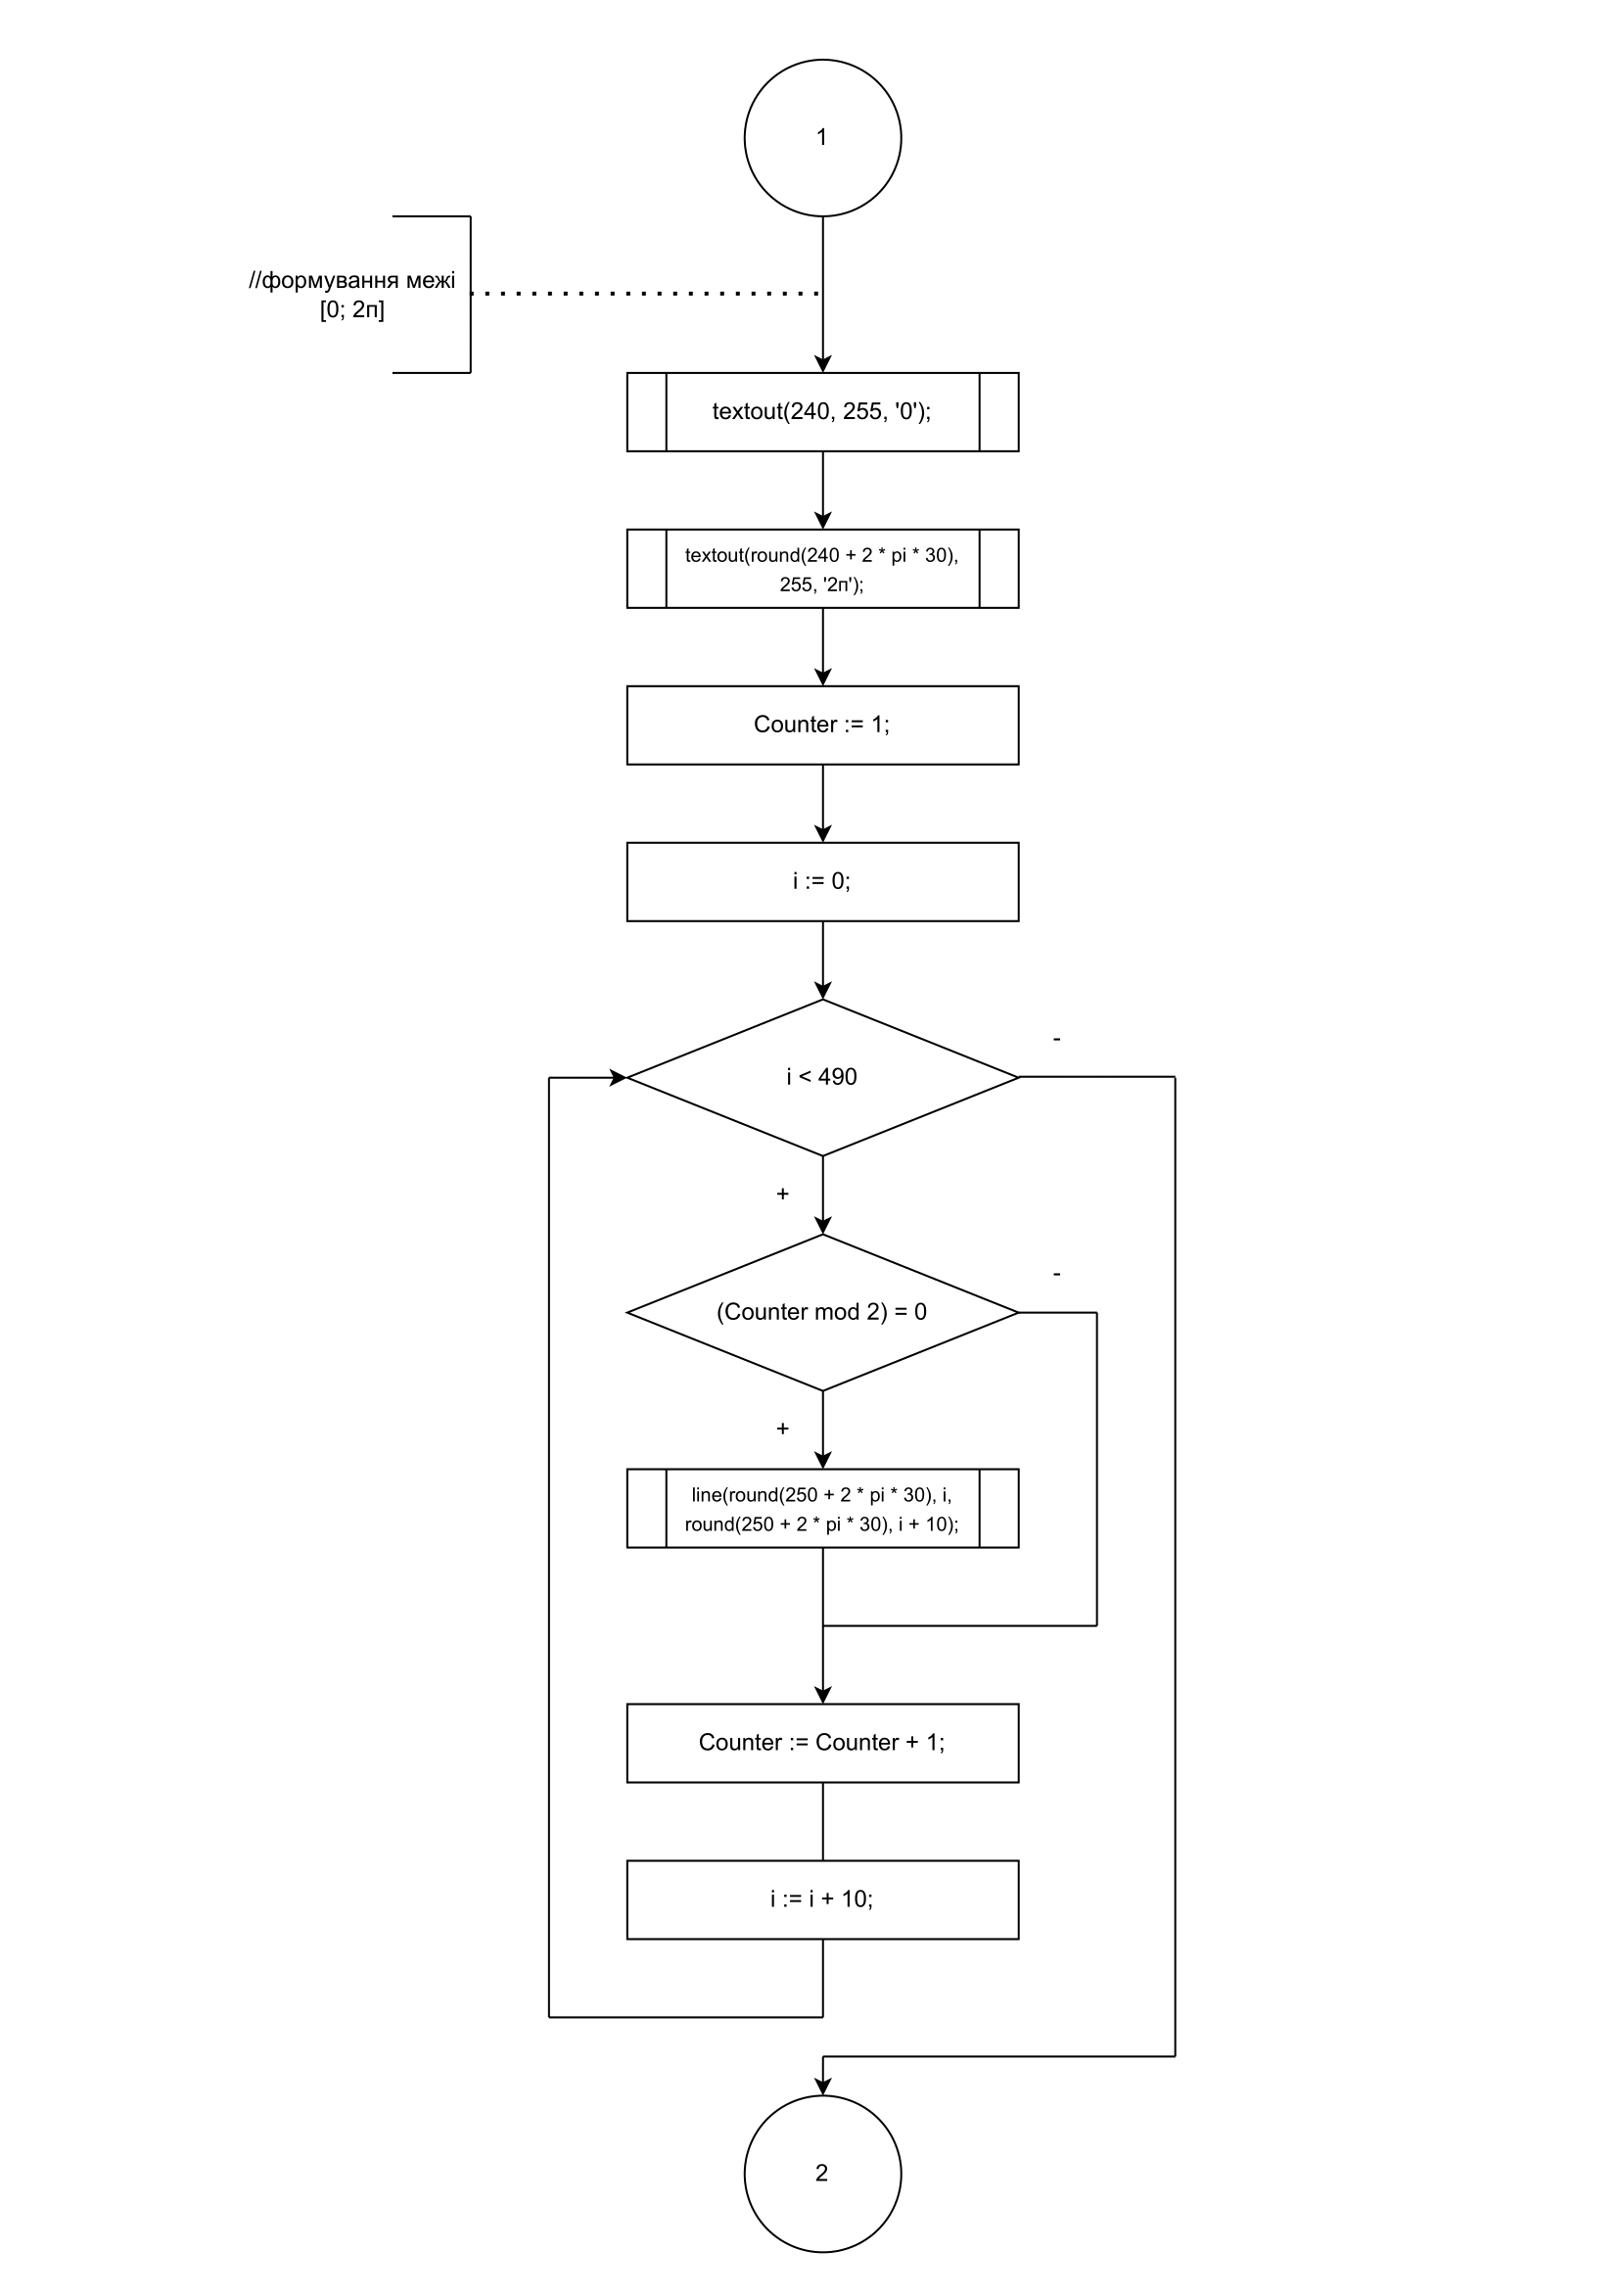 1
//формування межі
[0; 2п]
textout(240, 255, '0');
textout(round(240 + 2 * pi * 30),
255, '2п');
Counter := 1;
i := 0;
-
i < 490
+
-
(Counter mod 2) = 0
+
line(round(250 + 2 * pi * 30), i,
round(250 + 2 * pi * 30), i + 10);
Counter := Counter + 1;
i := i + 10;
2